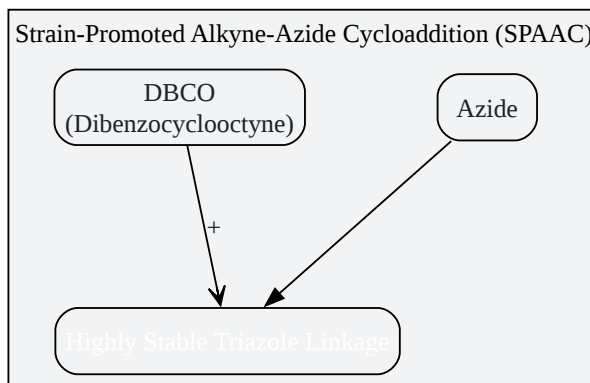 Strain-Promoted Alkyne-Azide Cycloaddition (SPAAC)
DBCO
(Dibenzocyclooctyne)
Azide
+
Highly Stable Triazole Linkage